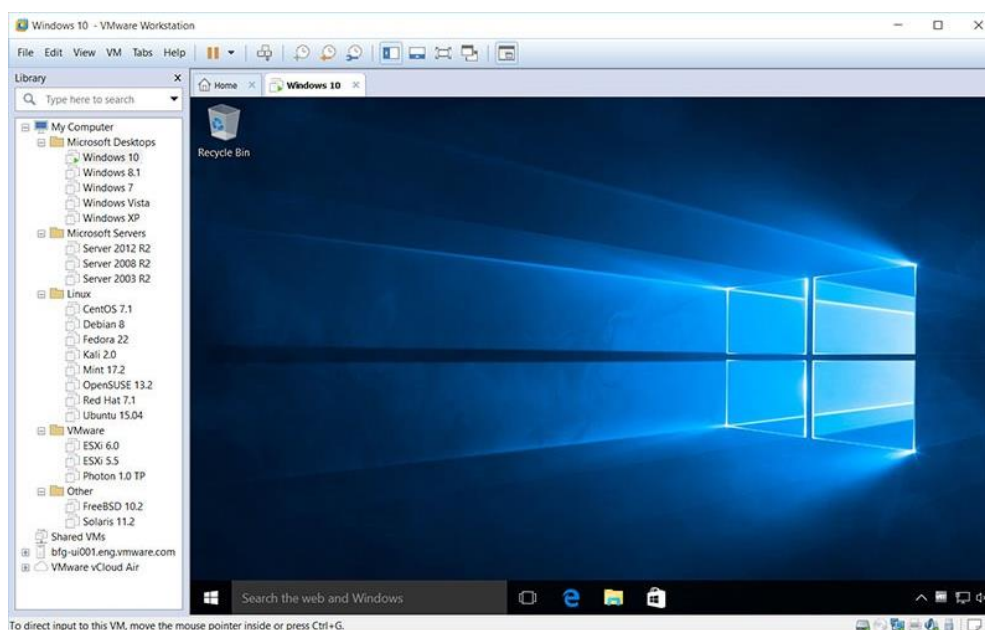 Windows 10 - VMware Workstation
File Edit View VM Tabs Help
Library x
Type here to search
My Computer
Microsoft Desktops
Windows 10
Windows 8.1
Windows 7
Windows Vista
Windows XP
Microsoft Servers
Server 2012 R2
Server 2008 R2
Server 2003 R2
Linux
CentOS 7.1
Debian 8
Fedora 22
Kali 2.0
Mint 17.2
OpenSUSE 13.2
Red Hat 7.1
Ubuntu 15.04
VMware
ESXi 6.0
ESXi 5.5
Photon 1.0 TP
Other
FreeBSD 10.2
Solaris 11.2
Shared VMs
bfg-ui001.eng.vmware.com
VMware vCloud Air
Home Windows 10
Recycle Bin
Search the web and Windows
To direct input to this VM, move the mouse pointer inside or press Ctrl+G.